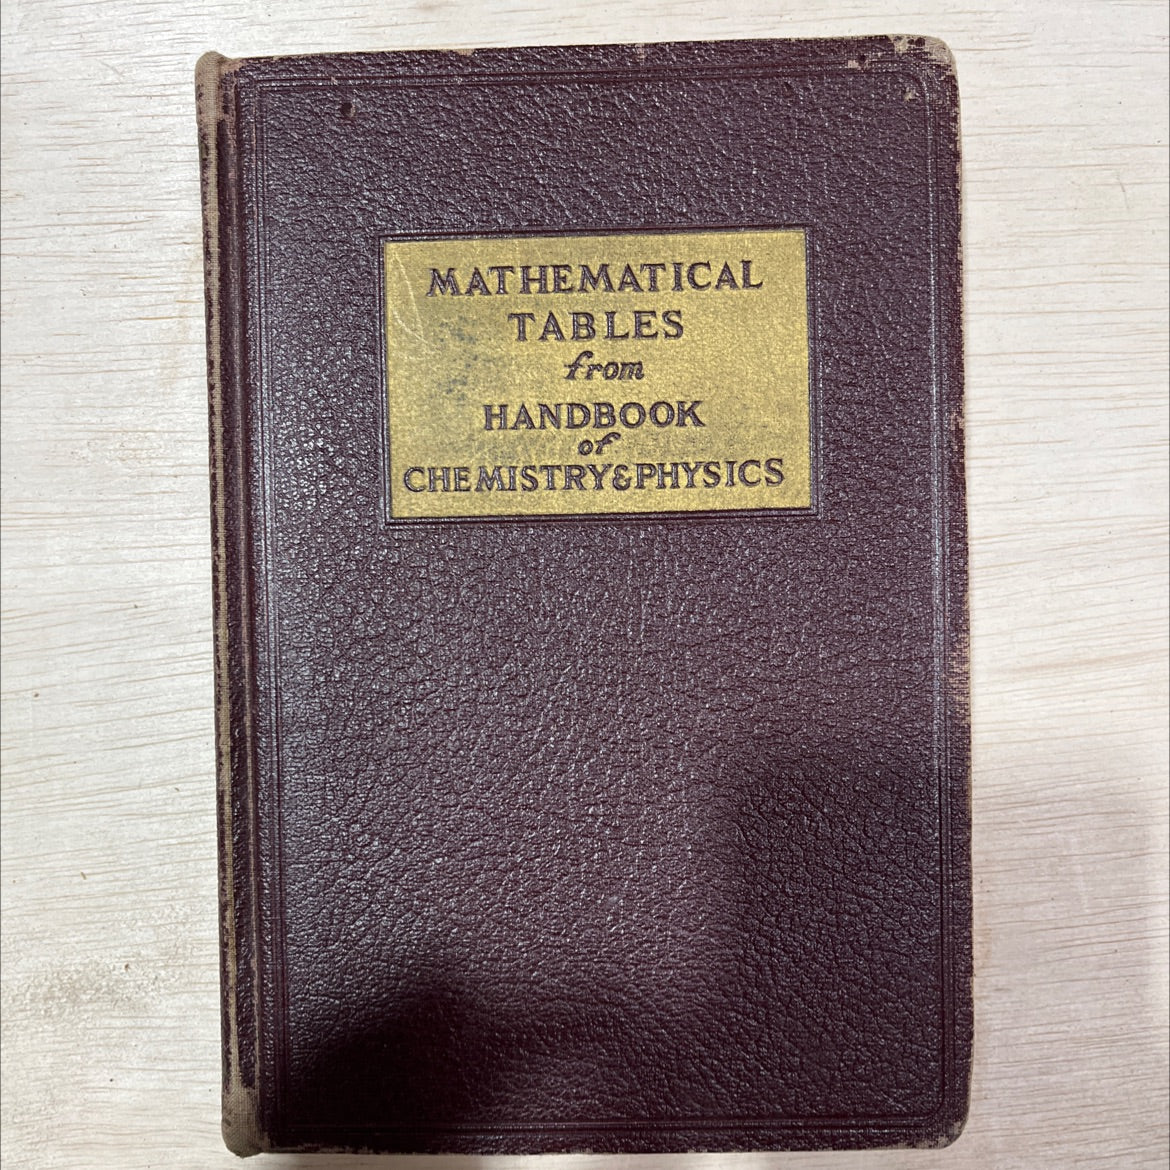 MATHEMATICAL
TABLES
from
HANDBOOK
of
CHEMISTRY&PHYSICS